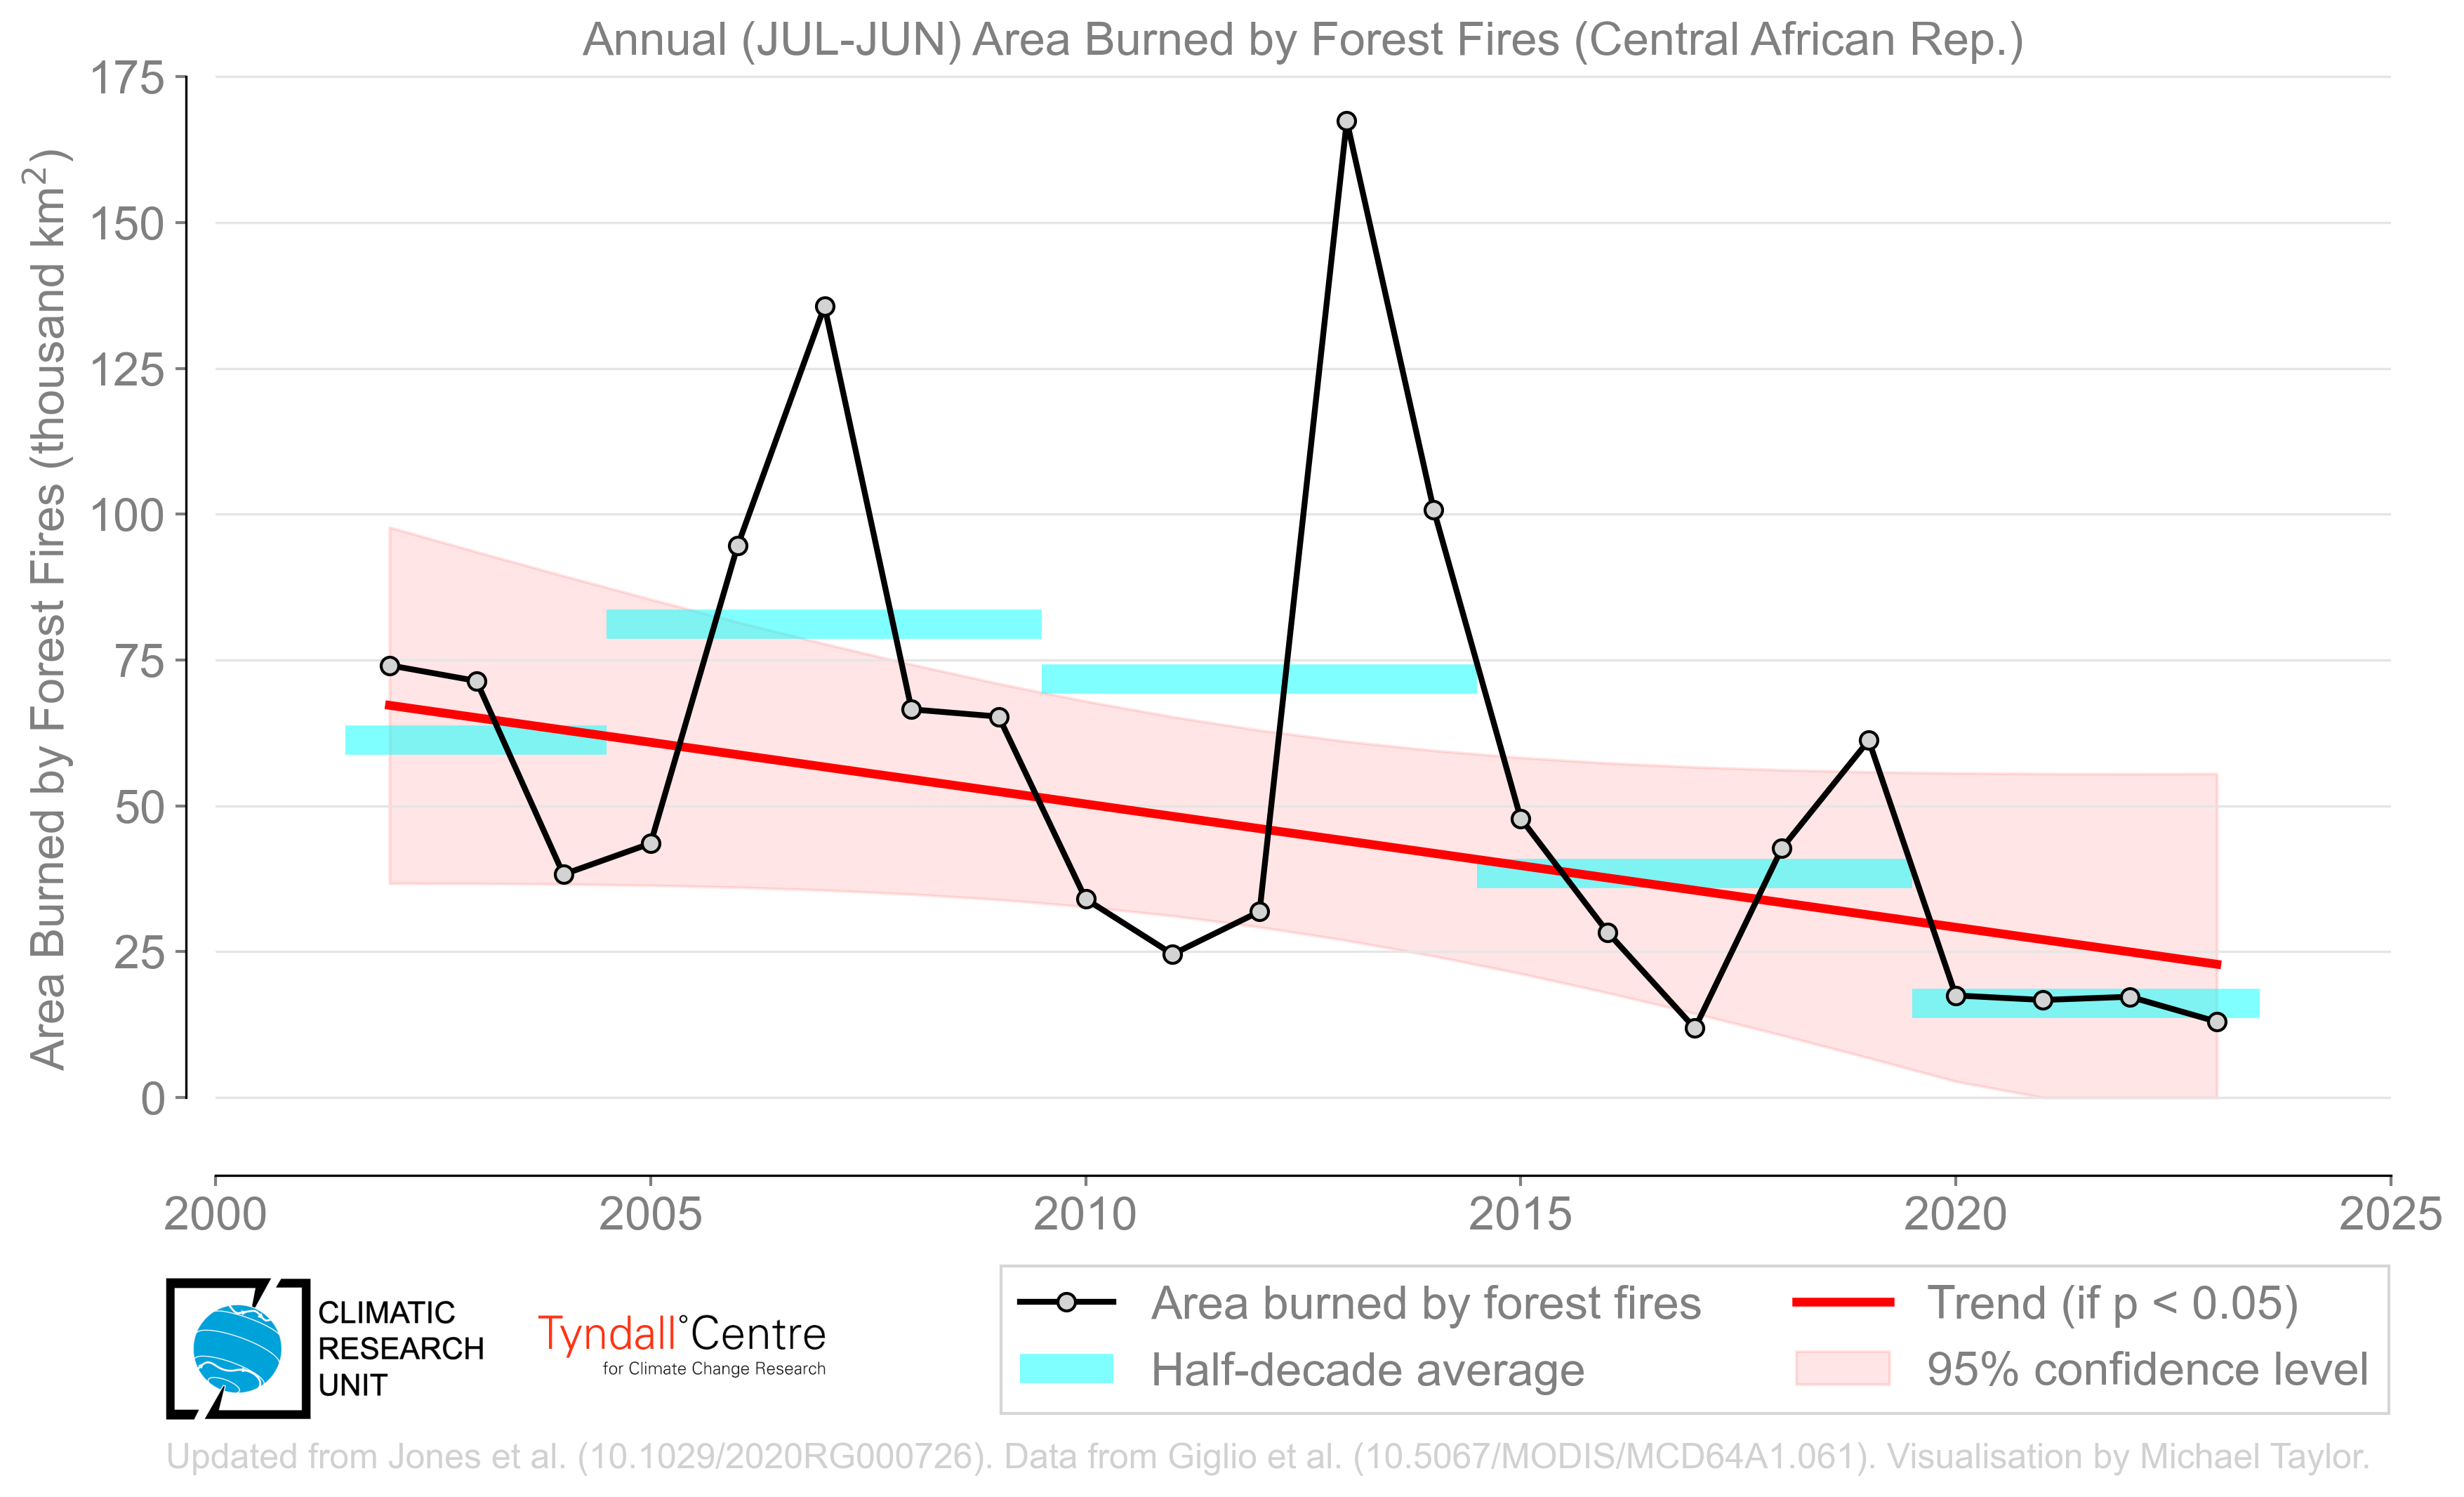 Annual (JUL-JUN) Area Burned by Forest Fires (Central African Rep.)
Area Burned by Forest Fires (thousand km²)
175
150
125
100
75
50
25
0
2000 2005 2010 2015 2020 2025
CLIMATIC
RESEARCH
UNIT
Tyndall°Centre
for Climate Change Research
Area burned by forest fires
Half-decade average
Trend (if p < 0.05)
95% confidence level
Updated from Jones et al. (10.1029/2020RG000726). Data from Giglio et al. (10.5067/MODIS/MCD64A1.061). Visualisation by Michael Taylor.